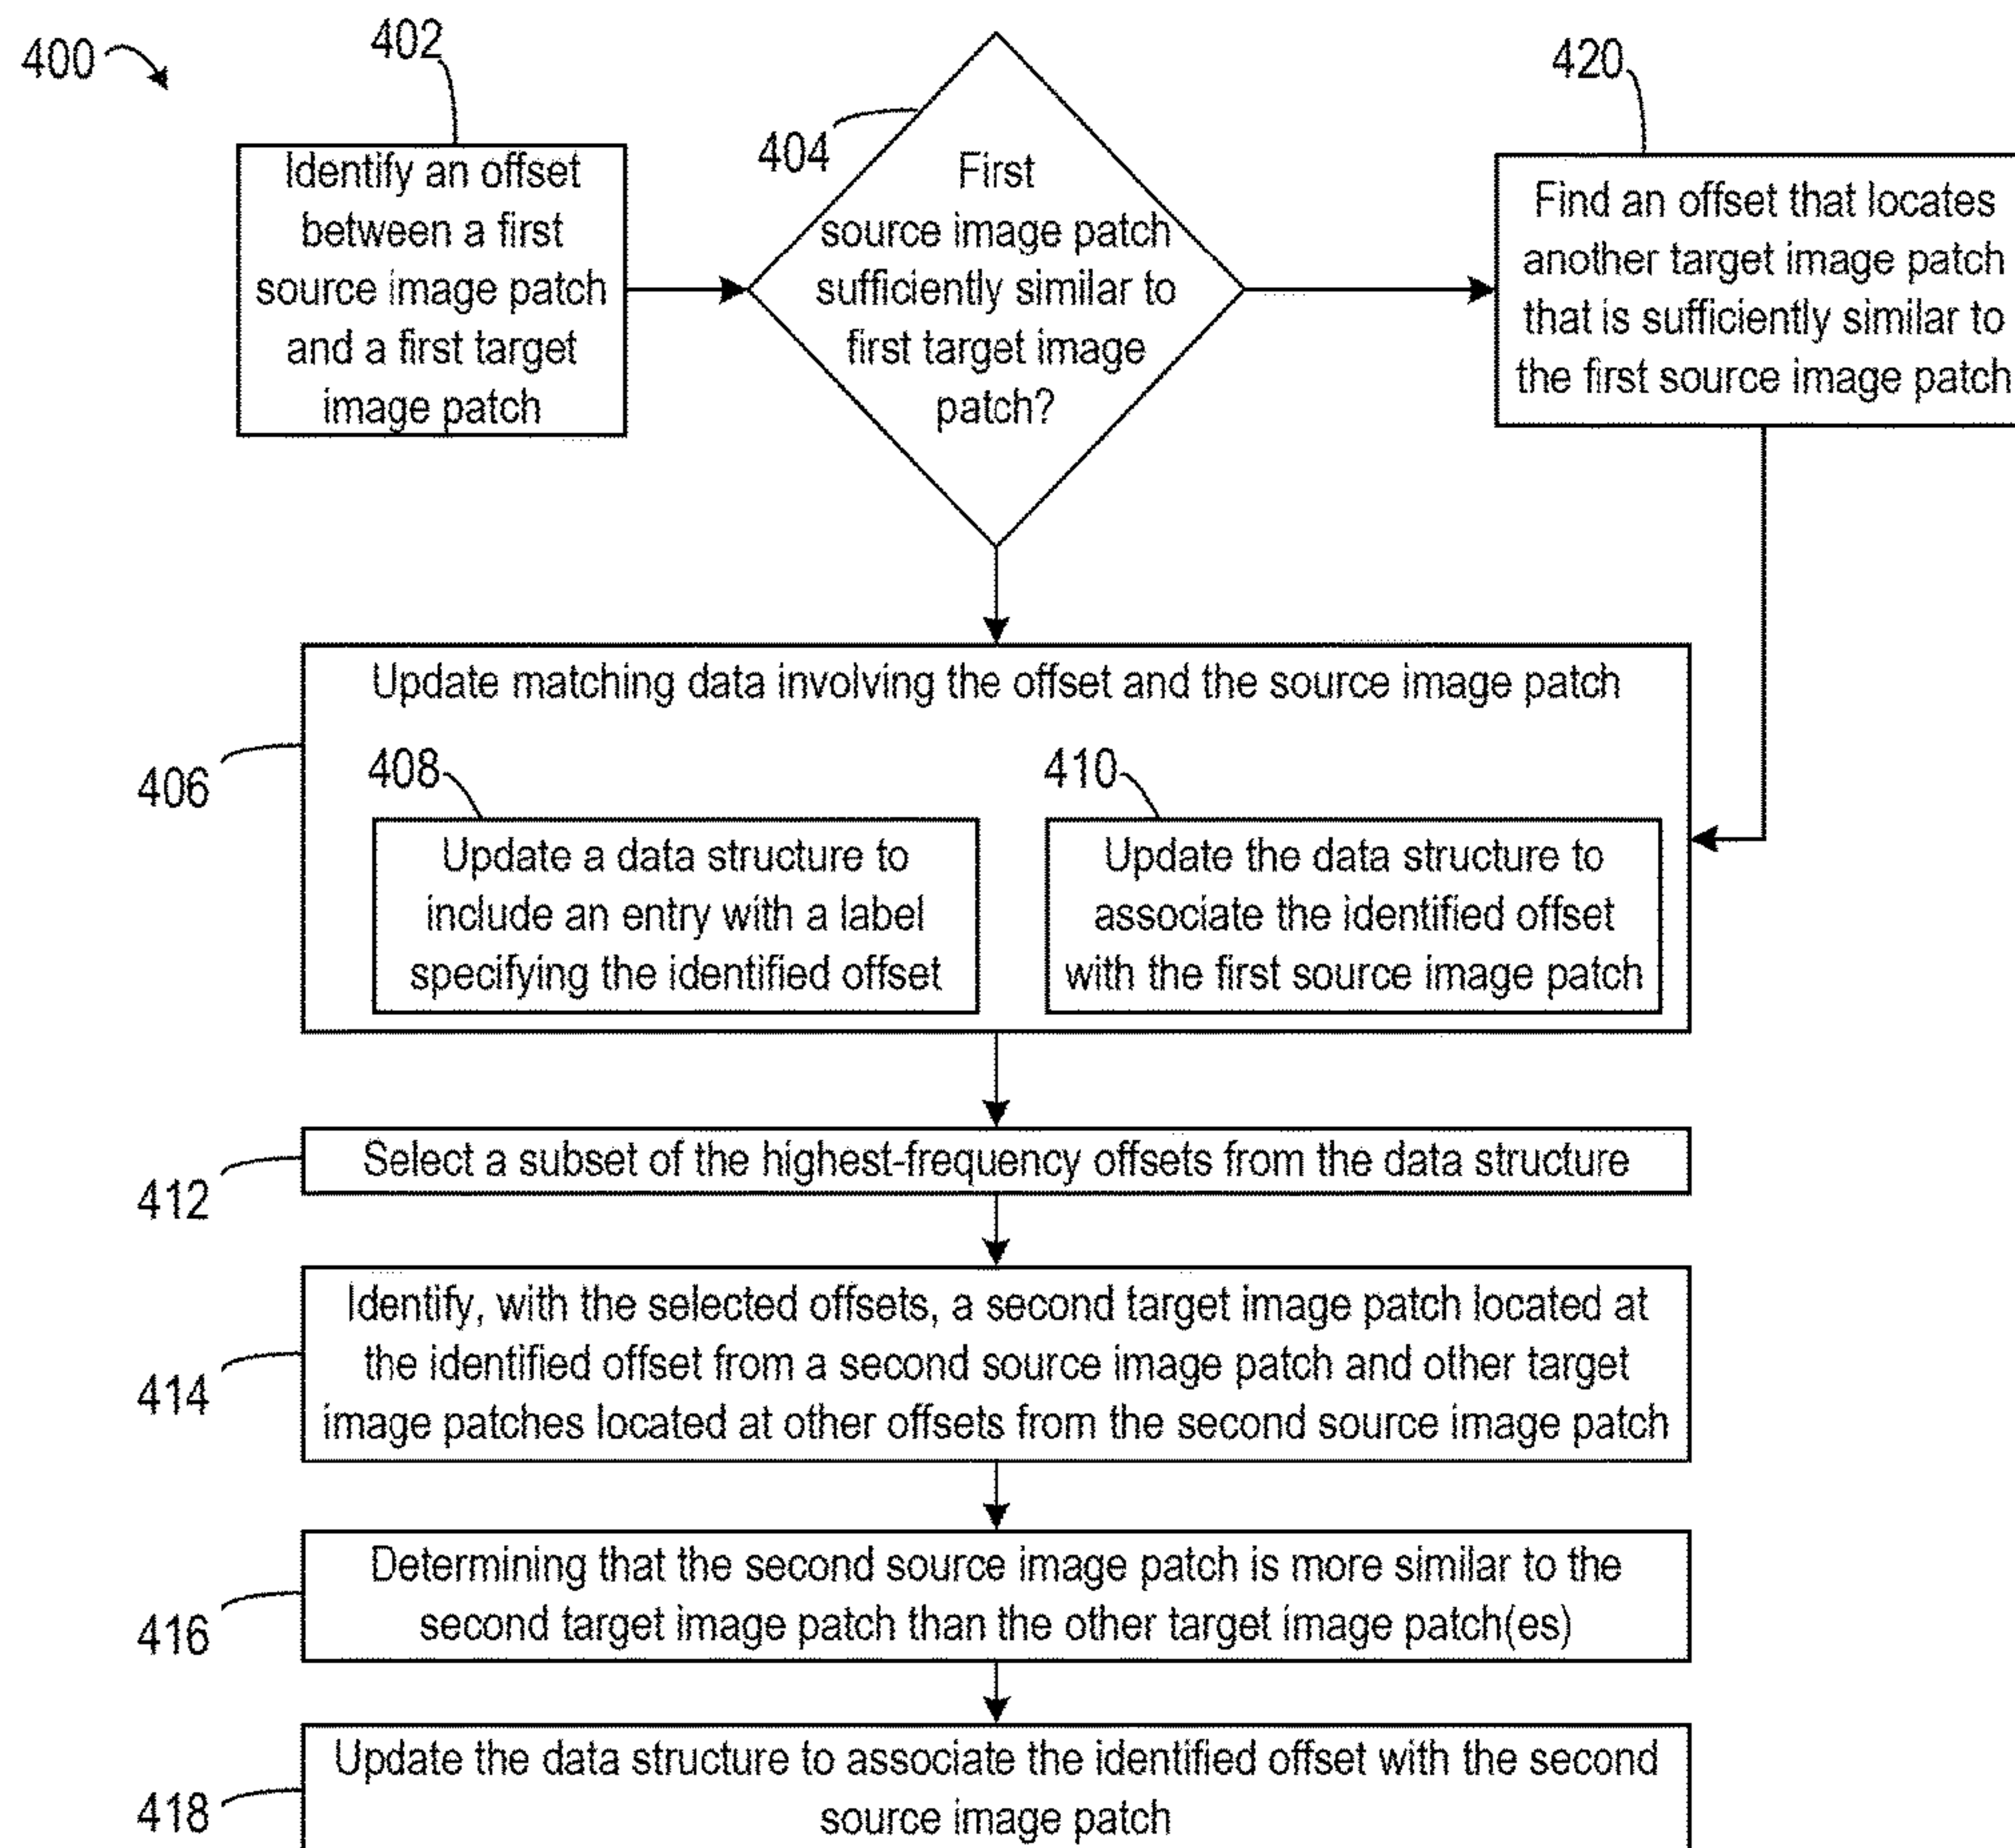 400
402
Identify an offset
between a first
source image patch
and a first target
image patch
404
First
source image patch
sufficiently similar to
first target image
patch?
420
Find an offset that locates
another target image patch
that is sufficiently similar to
the first source image patch
406
Update matching data involving the offset and the source image patch
408
Update a data structure to
include an entry with a label
specifying the identified offset
410
Update the data structure to
associate the identified offset
with the first source image patch
412
Select a subset of the highest-frequency offsets from the data structure
414
Identify, with the selected offsets, a second target image patch located at
the identified offset from a second source image patch and other target
image patches located at other offsets from the second source image patch
416
Determining that the second source image patch is more similar to the
second target image patch than the other target image patch(es)
418
Update the data structure to associate the identified offset with the second
source image patch